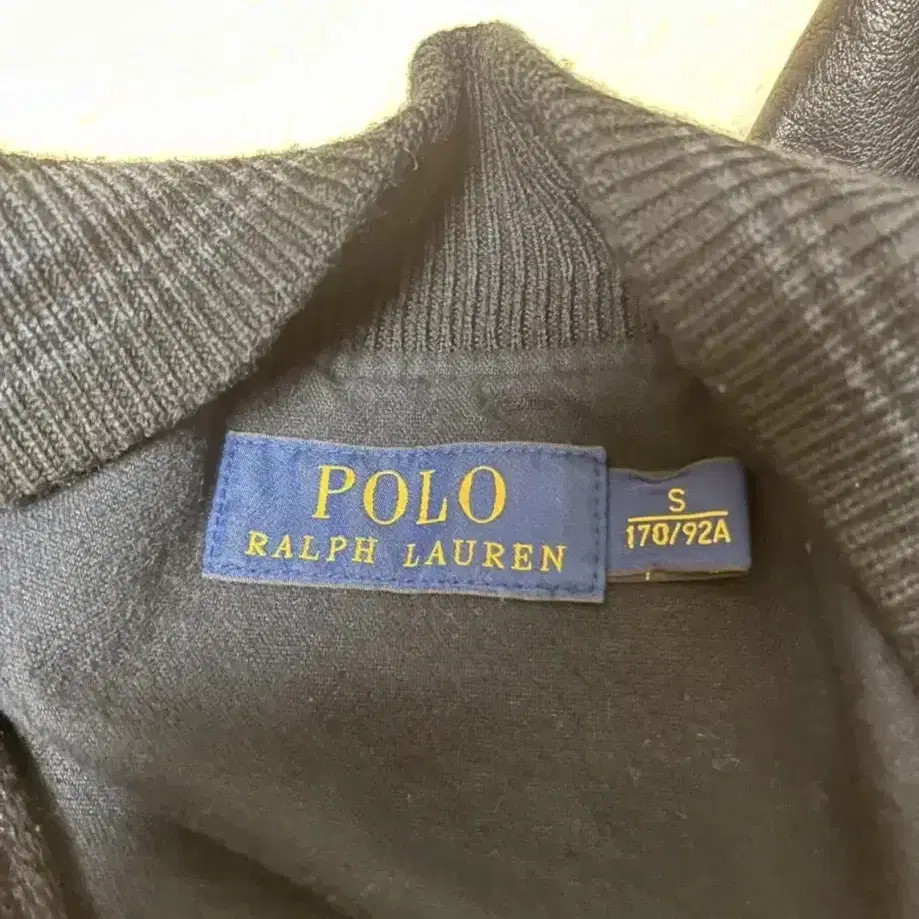 POLO
RALPH LAUREN
S
170/92A